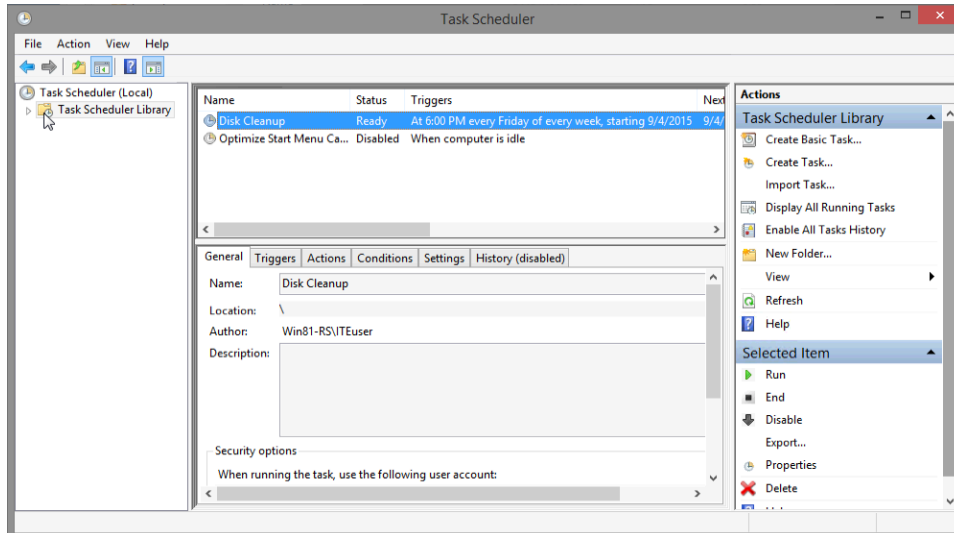 Task Scheduler
File Action View Help
Task Scheduler (Local)
Task Scheduler Library
Name Status Triggers Next
Disk Cleanup Ready At 6:00 PM every Friday of every week, starting 9/4/2015 9/4/
Optimize Start Menu Ca... Disabled When computer is idle
General Triggers Actions Conditions Settings History (disabled)
Name: Disk Cleanup
Location: \
Author: Win81-RS\ITEuser
Description:
Security options
When running the task, use the following user account:
Actions
Task Scheduler Library
Create Basic Task...
Create Task...
Import Task...
Display All Running Tasks
Enable All Tasks History
New Folder...
View
Refresh
Help
Selected Item
Run
End
Disable
Export...
Properties
Delete